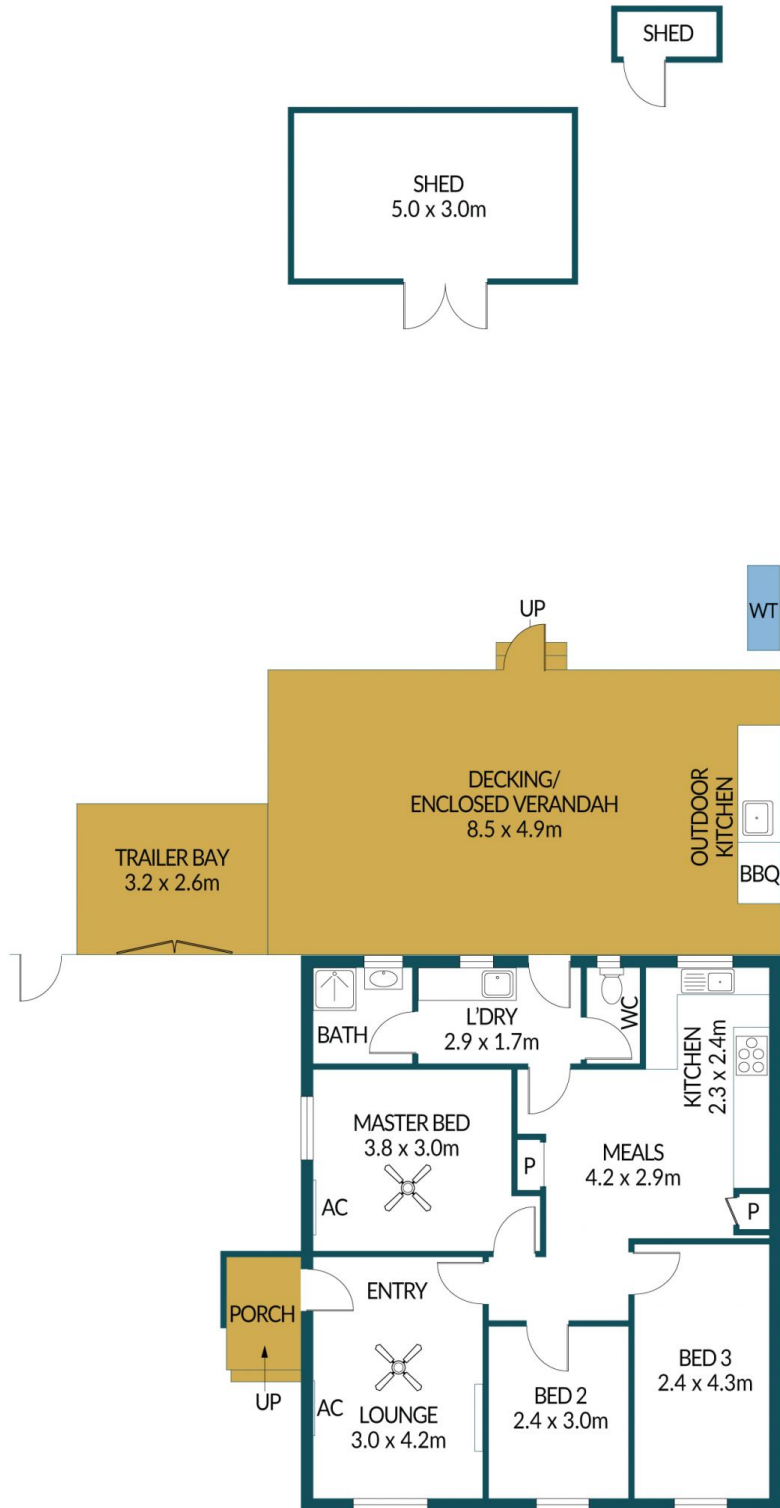 SHED
SHED
5.0 x 3.0m
WT
UP
DECKING/
ENCLOSED VERANDAH
8.5 x 4.9m
OUTDOOR
KITCHEN
BBQ
TRAILER BAY
3.2 x 2.6m
BATH
L'DRY
2.9 x 1.7m
WC
KITCHEN
2.3 x 2.4m
MASTER BED
3.8 x 3.0m
AC
P
MEALS
4.2 x 2.9m
P
ENTRY
PORCH
UP
AC
LOUNGE
3.0 x 4.2m
BED 2
2.4 x 3.0m
BED 3
2.4 x 4.3m